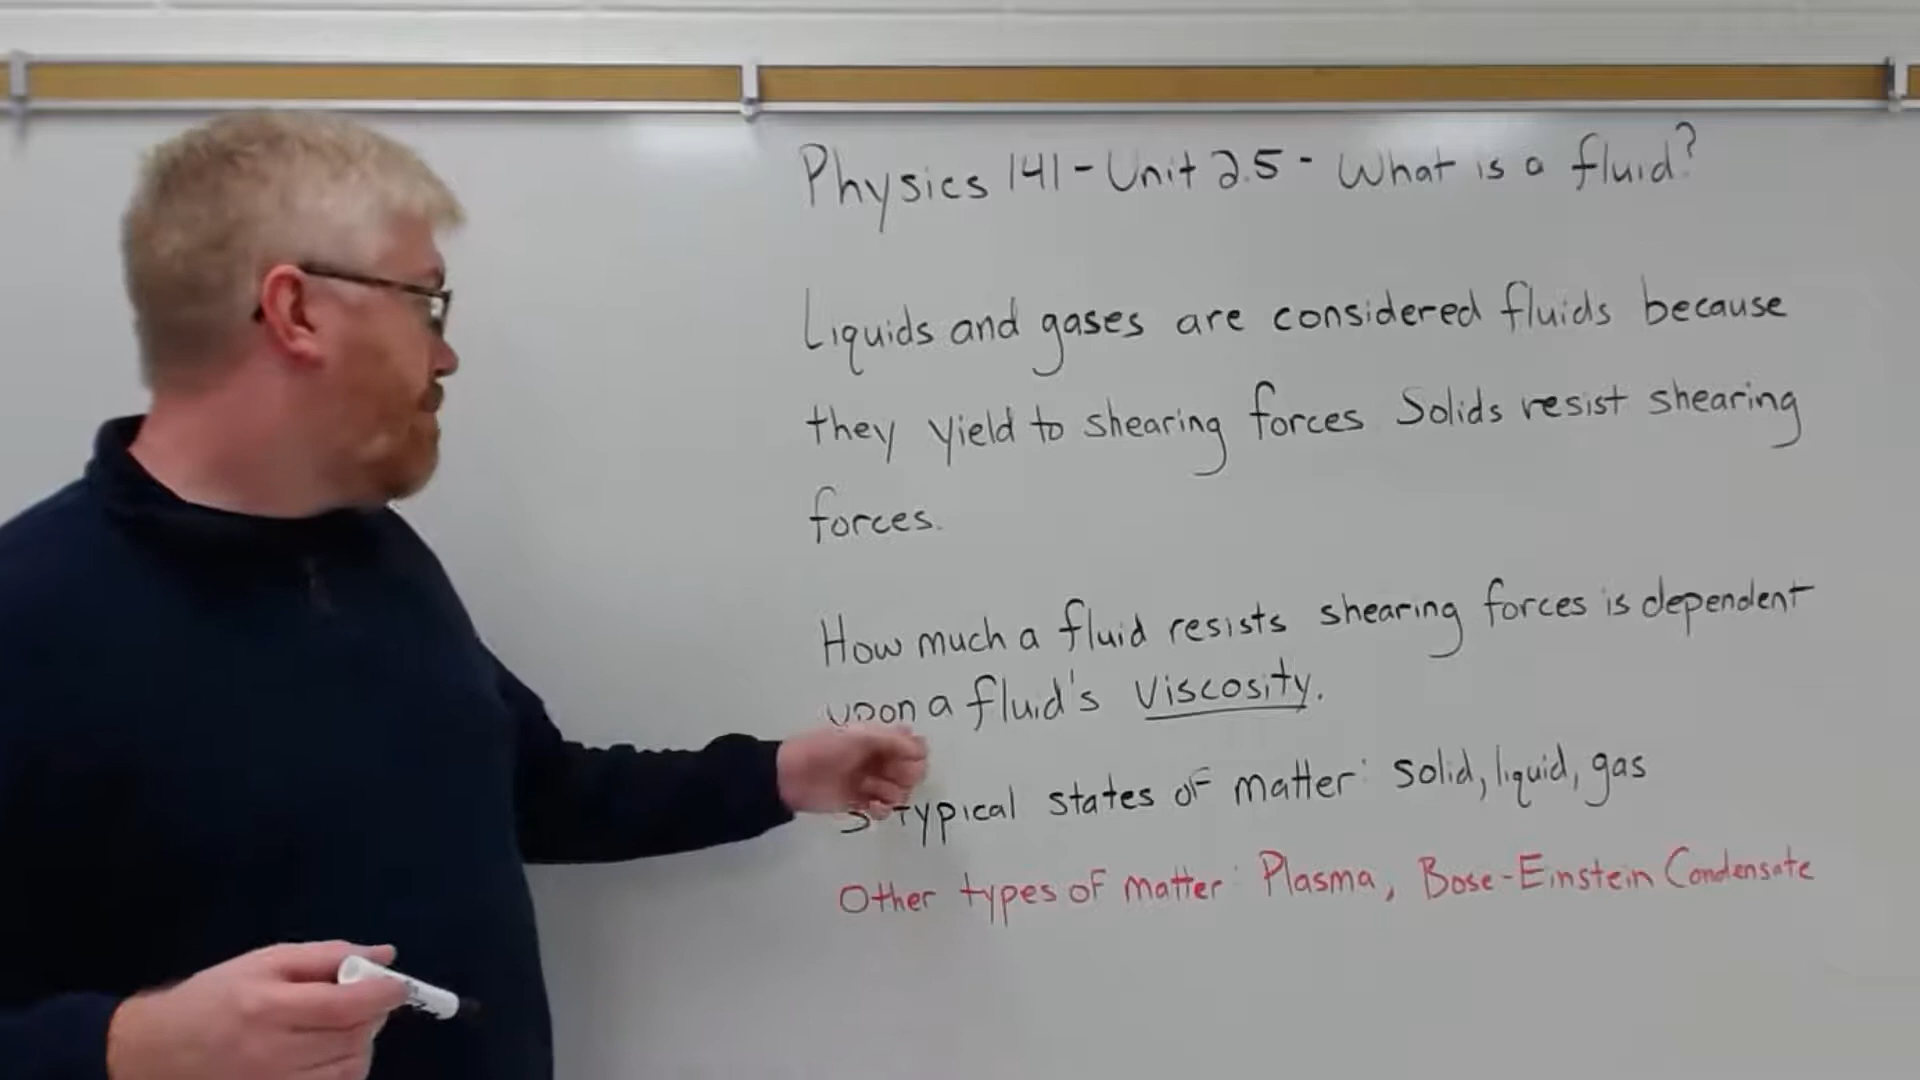 Physics 141 - Unit 2.5 - What is a fluid?
Liquids and gases are considered fluids because
they yield to shearing forces Solids resist shearing
forces.
How much a fluid resists shearing forces is dependent
upon a fluid's viscosity.
3 typical states of matter: solid, liquid, gas
Other types of matter: Plasma, Bose-Einstein Condensate